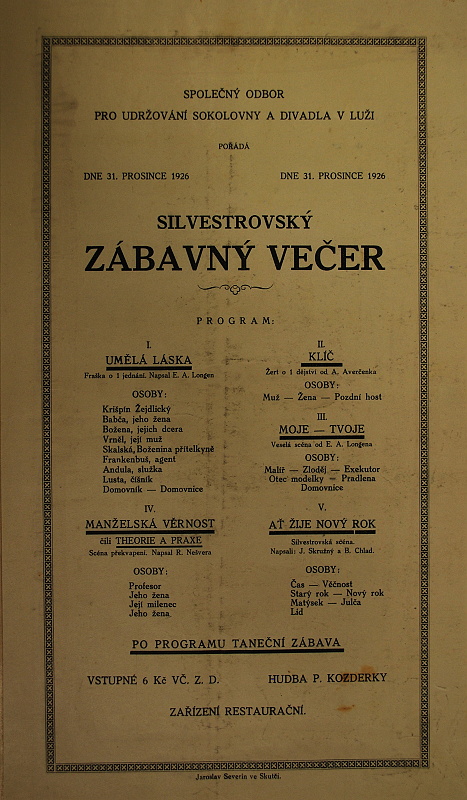 SPOLEČNÝ ODBOR
PRO UDRŽOVÁNÍ SOKOLOVNY A DIVADLA V LUŽI
POŘÁDÁ
DNE 31. PROSINCE 1926
DNE 31. PROSINCE 1926
SILVESTROVSKÝ
ZÁBAVNÝ VEČER
PROGRAM:
I.
UMĚLÁ LÁSKA
Fraška o 1 jednání. Napsal E. A. Longen
OSOBY:
Krišpín Žejdlický
Babča, jeho žena
Božena, jejich dcera
Vrněl, její muž
Skalská, Boženina přítelkyně
Frankenbuš, agent
Andula, služka
Lusta, číšník
Domovník — Domovnice
II.
KLÍČ
Žert o 1 dějství od A. Averčenka
OSOBY:
Muž — Žena — Pozdní host
III.
MOJE — TVOJE
Veselá scéna od E. A. Longena
OSOBY:
Malíř — Zloděj — Exekutor
Otec modelky — Pradlena
Domovnice
IV.
MANŽELSKÁ VĚRNOST
čili THEORIE A PRAXE
Scéna překvapení. Napsal R. Nešvera
OSOBY:
Profesor
Jeho žena
Její milenec
Jeho žena
V.
AŤ ŽIJE NOVÝ ROK
Silvestrovská scéna.
Napsali: J. Skružný a B. Chlad.
OSOBY:
Čas — Věčnost
Starý rok — Nový rok
Matýsek — Julča
Lid
PO PROGRAMU TANEČNÍ ZÁBAVA
VSTUPNÉ 6 Kč VČ. Z. D.
HUDBA P. KOZDERKY
ZAŘÍZENÍ RESTAURAČNÍ.
Jaroslav Severin ve Skutči.